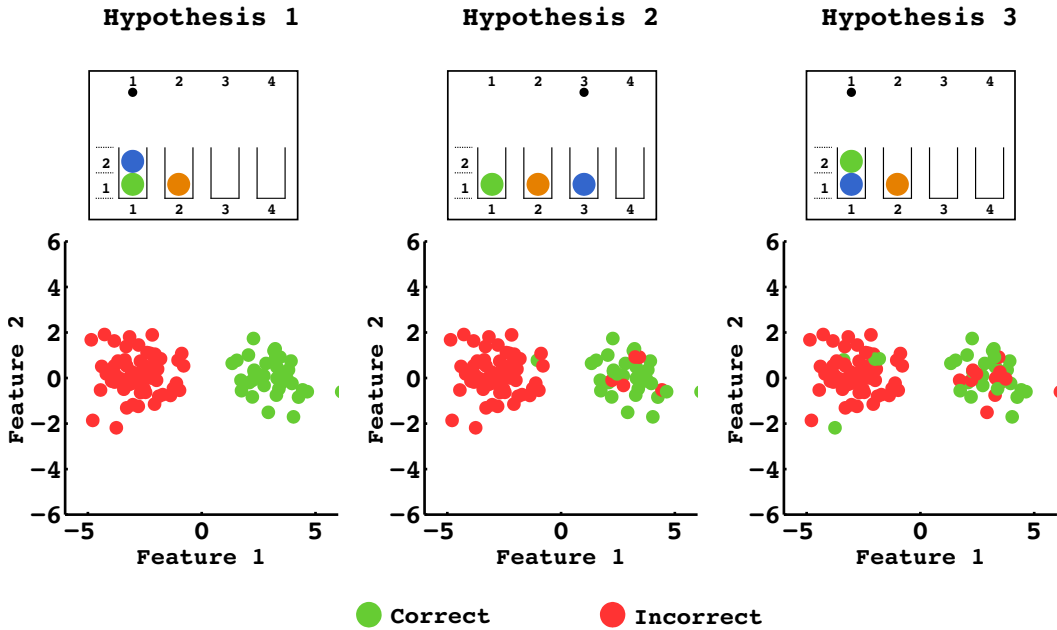 Hypothesis 1 Hypothesis 2 Hypothesis 3
1 2 3 4 1 2 3 4 1 2 3 4
2 2 2
1 1 1
1 2 3 4 1 2 3 4 1 2 3 4
6 6 6
4 4 4
2 2 2
0 0 0
−2 −2 −2
−4 −4 −4
−6 −6 −6
Feature 2 Feature 2 Feature 2
−5 0 5 −5 0 5 −5 0 5
Feature 1 Feature 1 Feature 1
Correct Incorrect